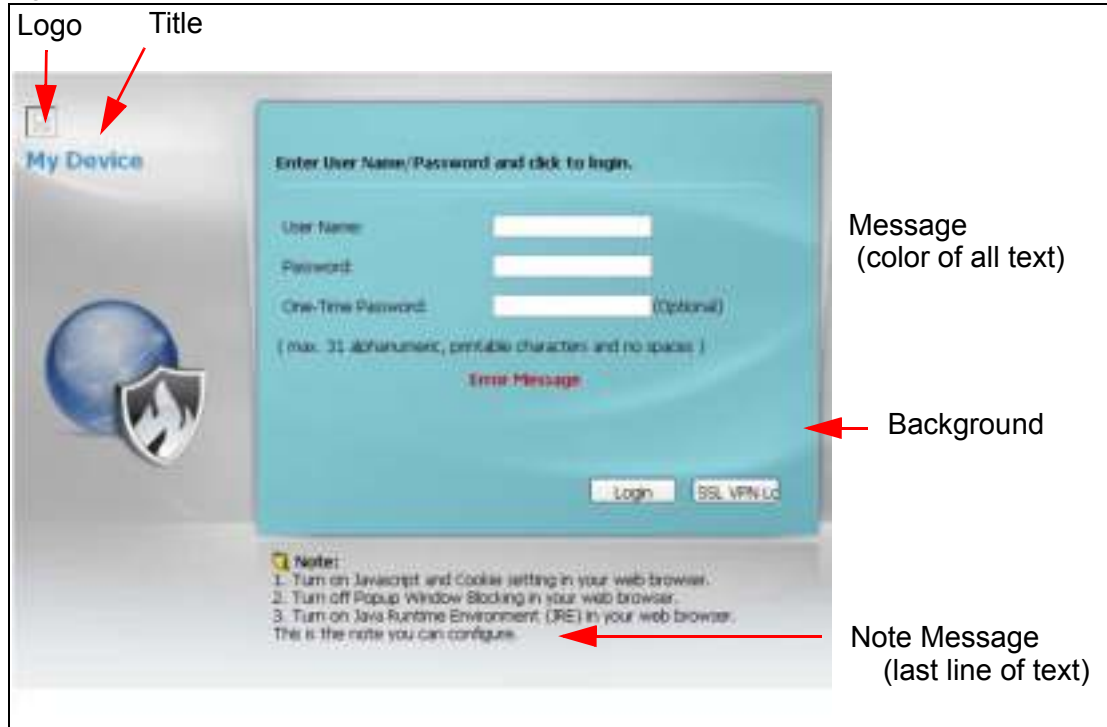 Logo Title
My Device
Enter User Name/Password and click to login.
User Name:
Message
(color of all text)
Password:
One-Time Password: (Optional)
( max. 31 alphanumeric, printable characters and no spaces )
Error Message
Background
Login SSL VPN Lo
Note:
1. Turn on Javascript and Cookie setting in your web browser.
2. Turn off Popup Window Blocking in your web browser.
3. Turn on Java Runtime Environment (JRE) in your web browser.
This is the note you can configure.
Note Message
(last line of text)